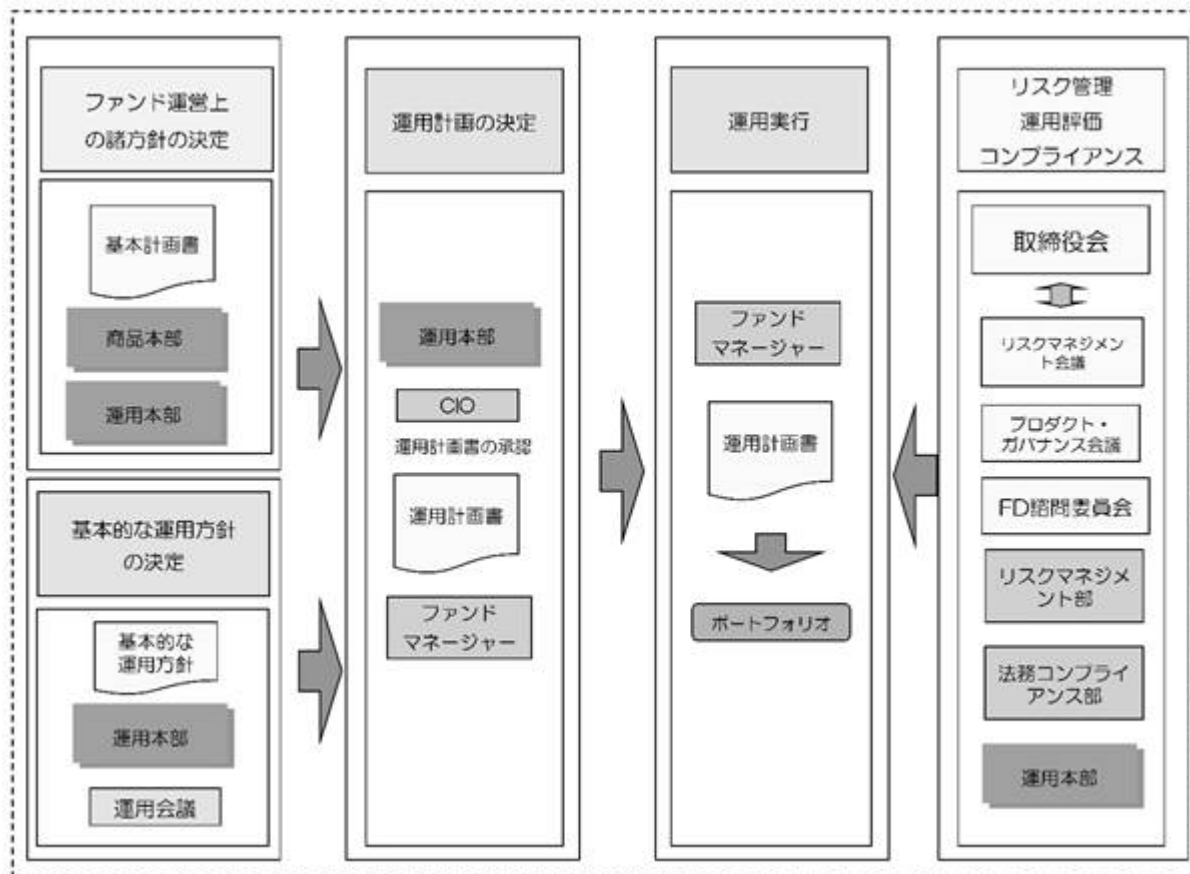 ファンド運営上
の諸方針の決定
基本計画書
商品本部
運用本部
基本的な運用方針
の決定
基本的な
運用方針
運用本部
運用会議
運用計画の決定
運用本部
CIO
運用計画書の承認
運用計画書
ファンド
マネージャー
運用実行
ファンド
マネージャー
運用計画書
ポートフォリオ
リスク管理
運用評価
コンプライアンス
取締役会
リスクマネジメン
ト会議
プロダクト・
ガバナンス会議
FD諮問委員会
リスクマネジメ
ント部
法務コンプライ
アンス部
運用本部